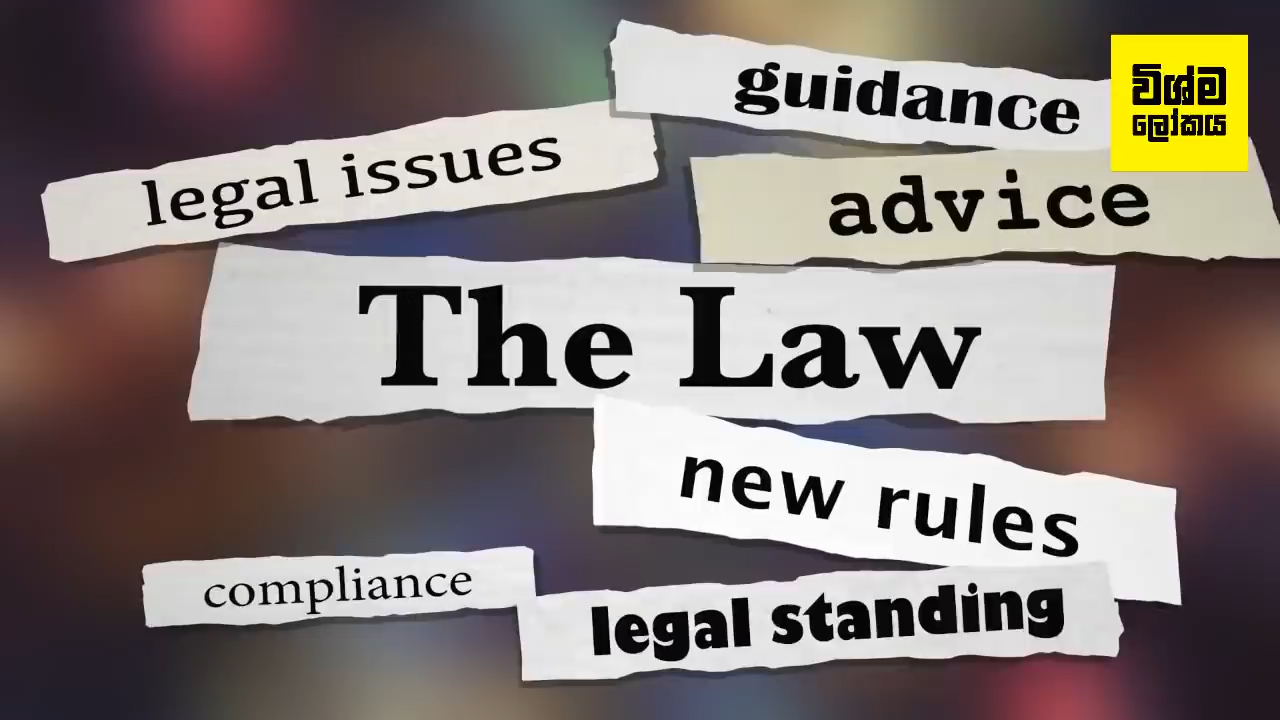 guidance
විශ්ම
ලෝකය
legal issues
advice
The Law
new rules
compliance
legal standing